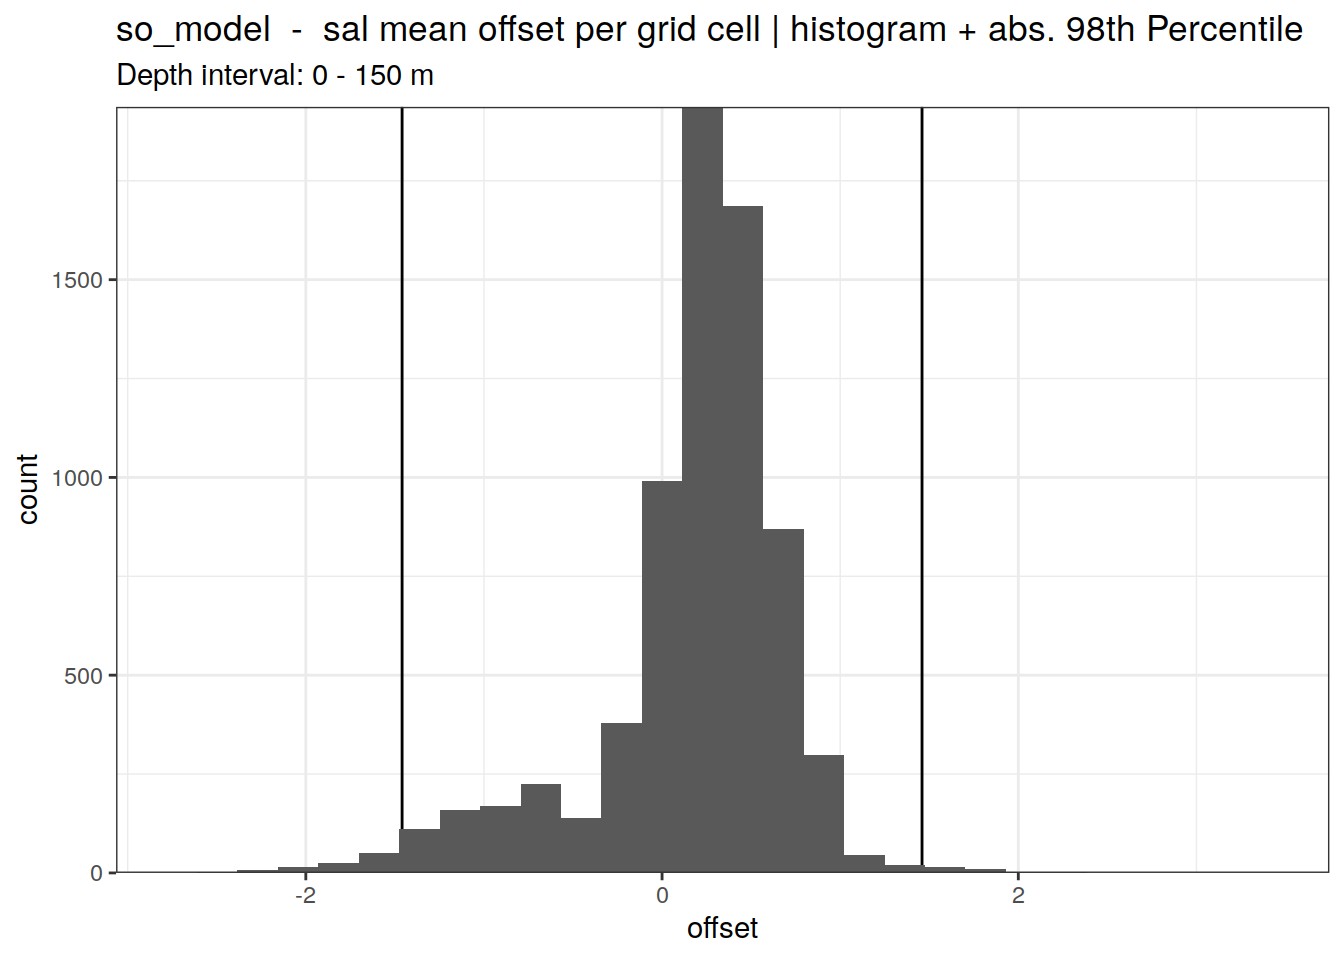 so_model  -  sal mean offset per grid cell | histogram + abs. 98th Percentile
Depth interval: 0 - 150 m
count
1500
1000
500
0
-2
0
2
offset